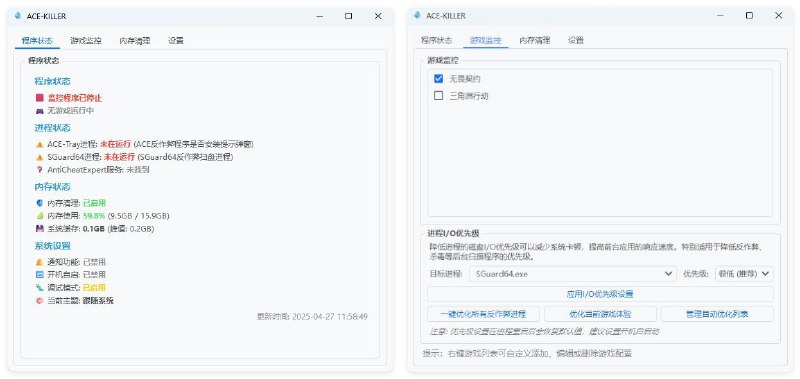 ACE-KILLER
程序状态 游戏监控 内存清理 设置
程序状态
程序状态
监控程序已停止
无游戏运行中
进程状态
ACE-Tray进程: 未在运行 (ACE反作弊程序是否安装提示弹窗)
SGuard64进程: 未在运行 (SGuard64反作弊扫盘进程)
AntiCheatExpert服务: 未找到
内存状态
内存清理: 已启用
内存使用: 59.8% (9.5GB / 15.9GB)
系统缓存: 0.1GB (峰值: 0.2GB)
系统设置
通知功能: 已禁用
开机自启: 已禁用
调试模式: 已启用
当前主题: 跟随系统
更新时间: 2025-04-27 11:58:49
ACE-KILLER
程序状态 游戏监控 内存清理 设置
游戏监控
无畏契约
三角洲行动
进程I/O优先级
降低进程的磁盘I/O优先级可以减少系统卡顿，提高前台应用的响应速度。特别适用于降低反作弊、
杀毒等后台扫描程序的优先级。
目标进程: SGuard64.exe 优先级: 很低 (推荐)
应用I/O优先级设置
一键优化所有反作弊进程 优化当前游戏体验 管理自动优化列表
注意: 优先级设置在进程重启后会恢复默认值，建议设置开机自启动
提示：右键游戏列表可自定义添加、编辑或删除游戏配置